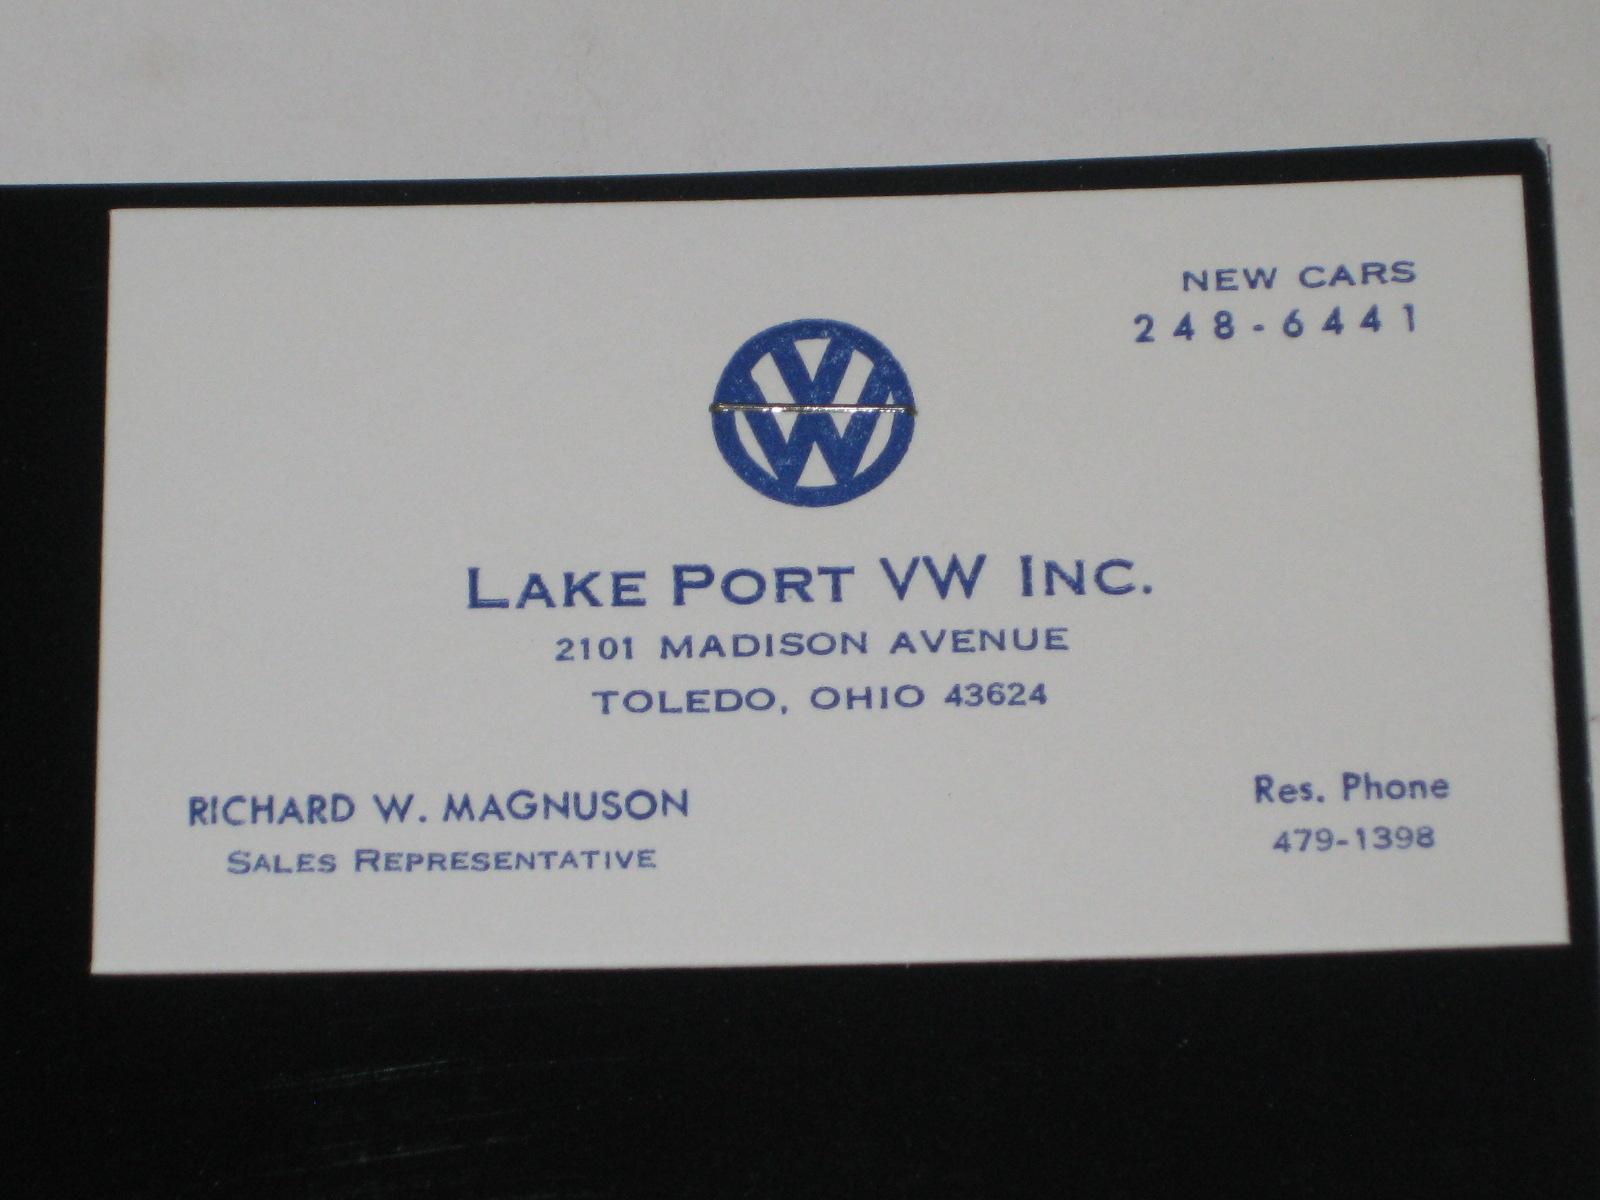 NEW CARS
248-6441
VW
LAKE PORT VW INC.
2101 MADISON AVENUE
TOLEDO, OHIO 43624
RICHARD W. MAGNUSON
SALES REPRESENTATIVE
Res. Phone
479-1398